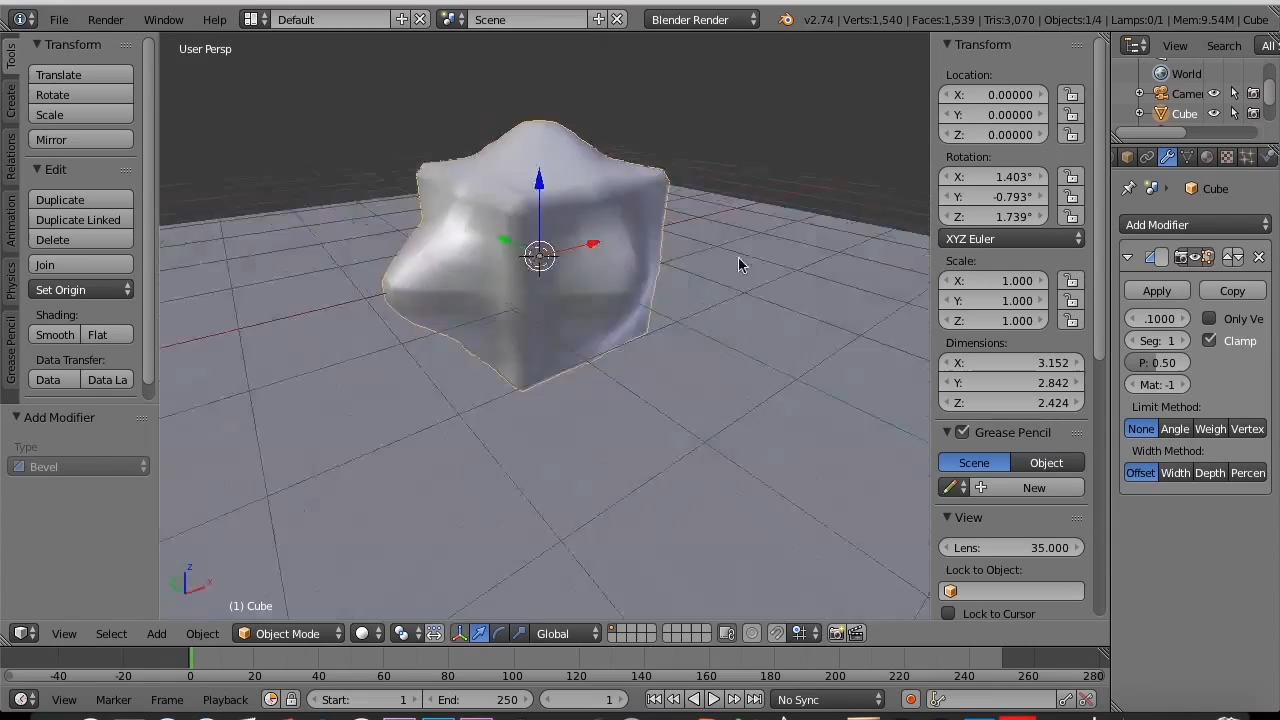 File Render Window Help Default Scene Blender Render v2.74 | Verts:1,540 | Faces:1,539 | Tris:3,070 | Objects:1/4 | Lamps:0/1 | Mem:9.54M | Cube
Tools
Create
Relations
Animation
Physics
Grease Pencil
Transform
Translate
Rotate
Scale
Mirror
Edit
Duplicate
Duplicate Linked
Delete
Join
Set Origin
Shading:
Smooth Flat
Data Transfer:
Data Data La
Add Modifier
Type
Bevel
User Persp
z
x
(1) Cube
Transform
Location:
X: 0.00000
Y: 0.00000
Z: 0.00000
Rotation:
X: 1.403°
Y: -0.793°
Z: 1.739°
XYZ Euler
Scale:
X: 1.000
Y: 1.000
Z: 1.000
Dimensions:
X: 3.152
Y: 2.842
Z: 2.424
Grease Pencil
Scene Object
New
View
Lens: 35.000
Lock to Object:
Lock to Cursor
View Search All
World
Camer
Cube
Cube
Add Modifier
Apply Copy
.1000 Only Ve
Seg: 1 Clamp
P: 0.50
Mat: -1
Limit Method:
None Angle Weigh Vertex
Width Method:
Offset Width Depth Percen
View Select Add Object Object Mode Global
-40 -20 0 20 40 60 80 100 120 140 160 180 200 220 240 260 280
View Marker Frame Playback Start: 1 End: 250 1 No Sync